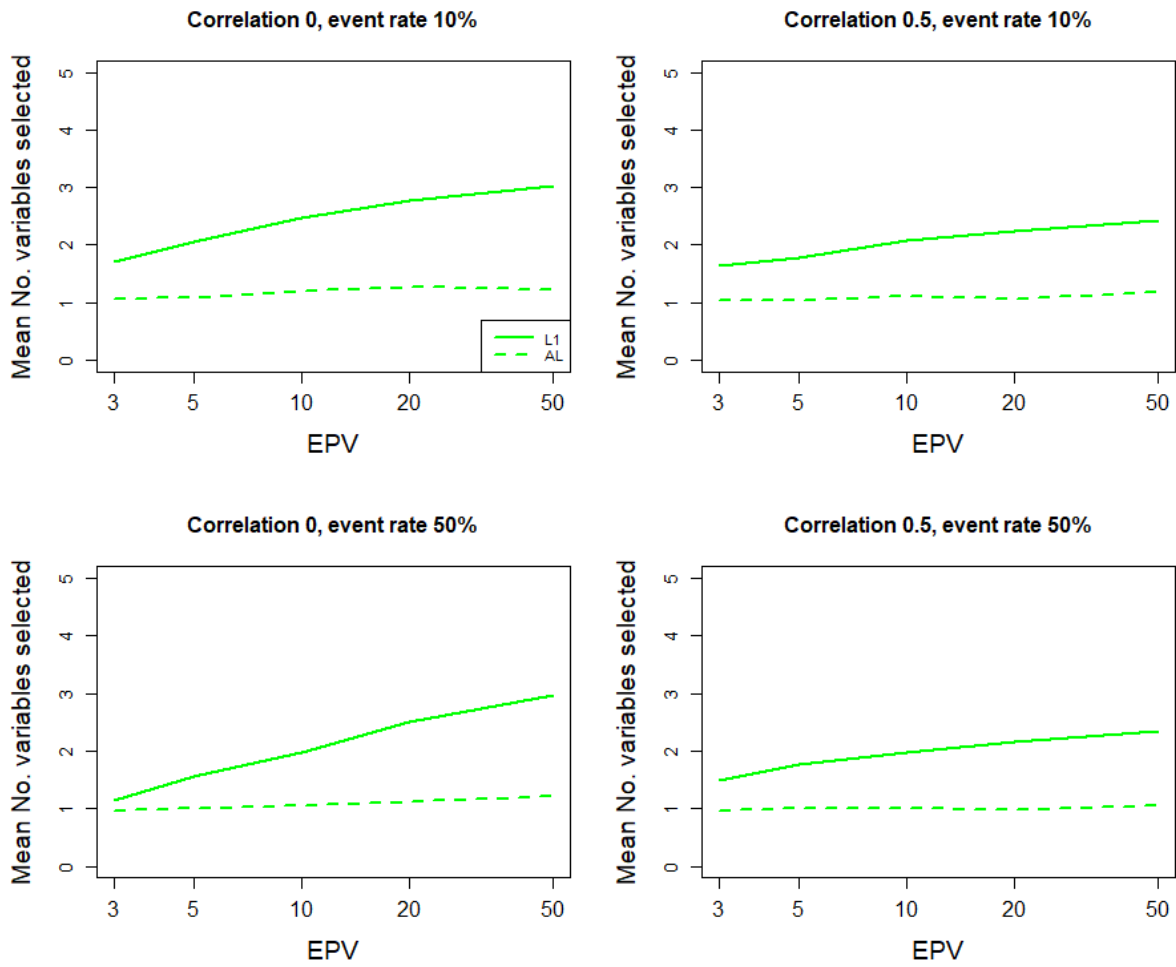 Correlation 0, event rate 10%
Mean No. variables selected
5
4
3
2
1
0
L1
AL
3 5 10 20 50
EPV
Correlation 0.5, event rate 10%
Mean No. variables selected
5
4
3
2
1
0
3 5 10 20 50
EPV
Correlation 0, event rate 50%
Mean No. variables selected
5
4
3
2
1
0
3 5 10 20 50
EPV
Correlation 0.5, event rate 50%
Mean No. variables selected
5
4
3
2
1
0
3 5 10 20 50
EPV